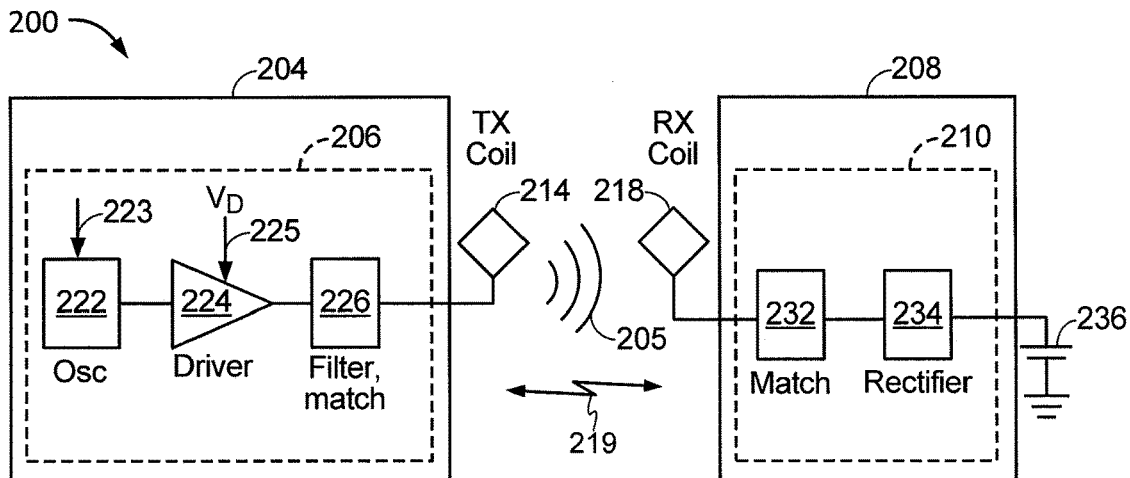 200
204
208
206
TX
Coil
RX
Coil
210
223
VD
225
214
218
222
224
226
232
234
236
205
Osc
Driver
Filter,
match
Match
Rectifier
219